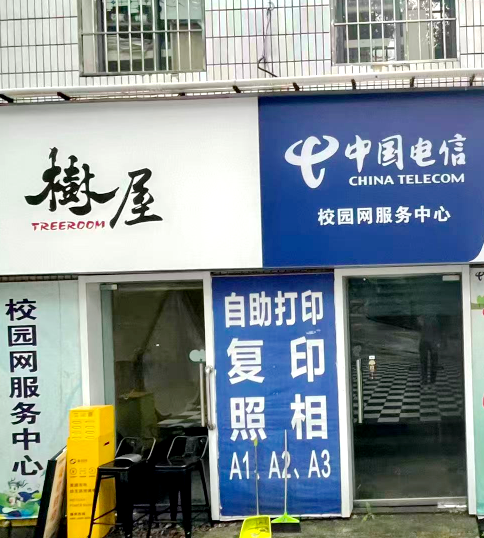 樹屋
TREEROOM
中国电信
CHINA TELECOM
校园网服务中心
校园网服务中心
自助打印
复印
照相
A1、A2、A3